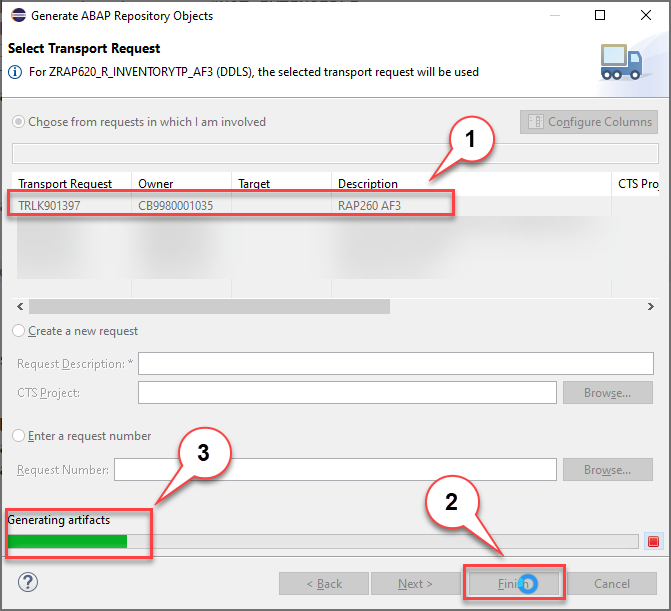 Generate ABAP Repository Objects
Select Transport Request
For ZRAP620_R_INVENTORYTP_AF3 (DDLS), the selected transport request will be used
Choose from requests in which I am involved
Configure Columns
1
Transport Request Owner Target Description CTS Proj
TRLK901397 CB9980001035 RAP260 AF3
Create a new request
Request Description: *
CTS Project:
Browse...
Enter a request number
3
Request Number:
Browse...
2
Generating artifacts
? < Back Next > Finish Cancel